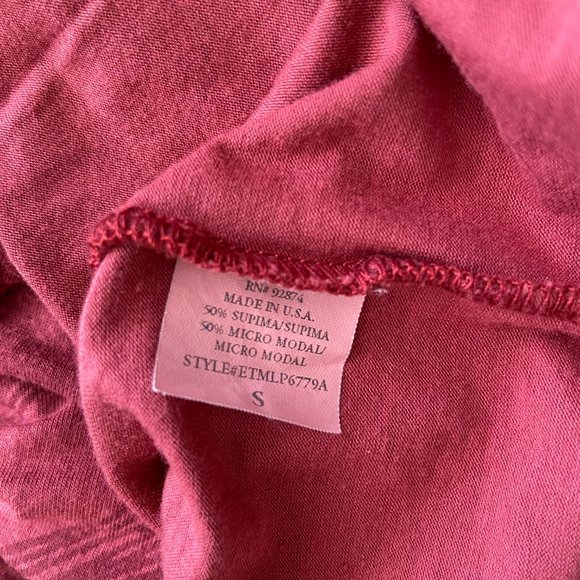 RN# 92874
MADE IN U.S.A.
50% SUPIMA/SUPIMA
50% MICRO MODAL/
MICRO MODAL
STYLE#ETMLP6779A
S